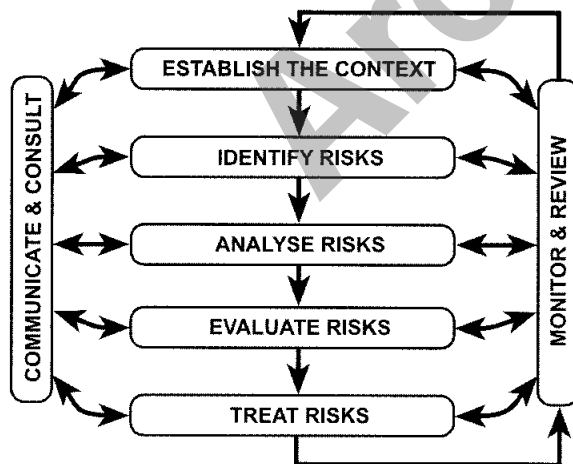 ESTABLISH THE CONTEXT
IDENTIFY RISKS
ANALYSE RISKS
EVALUATE RISKS
TREAT RISKS
COMMUNICATE & CONSULT
MONITOR & REVIEW